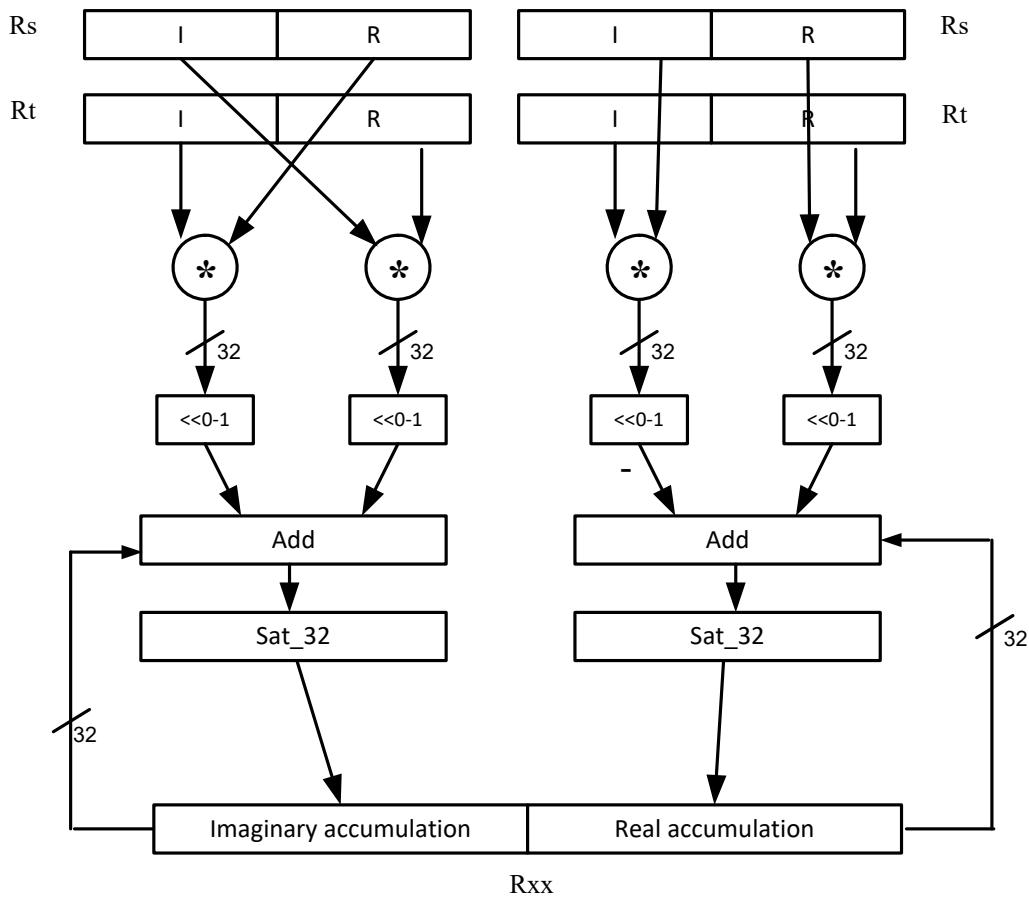 Rs I R I R Rs
Rt I R I R Rt
* * * *
32 32 32 32
<<0-1 <<0-1 <<0-1 <<0-1
-
Add Add
Sat_32 Sat_32
32
32
Imaginary accumulation Real accumulation
Rxx